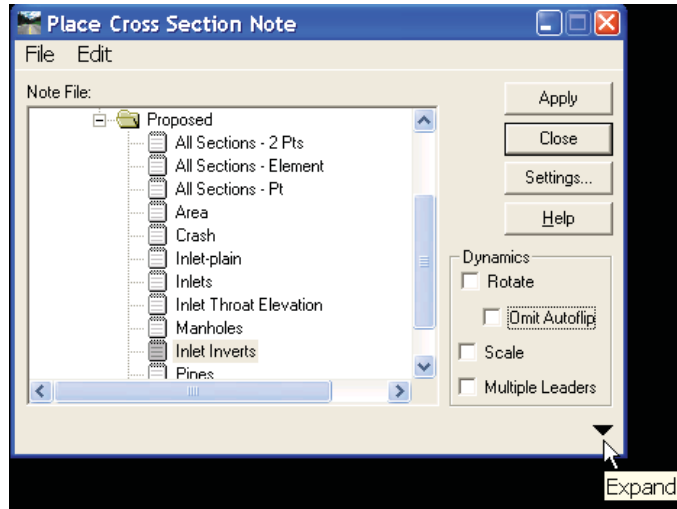 Place Cross Section Note
File Edit
Note File:
Proposed
All Sections - 2 Pts
All Sections - Element
All Sections - Pt
Area
Crash
Inlet-plain
Inlets
Inlet Throat Elevation
Manholes
Inlet Inverts
Pines
Apply
Close
Settings...
Help
Dynamics
Rotate
Omit Autoflip
Scale
Multiple Leaders
Expand